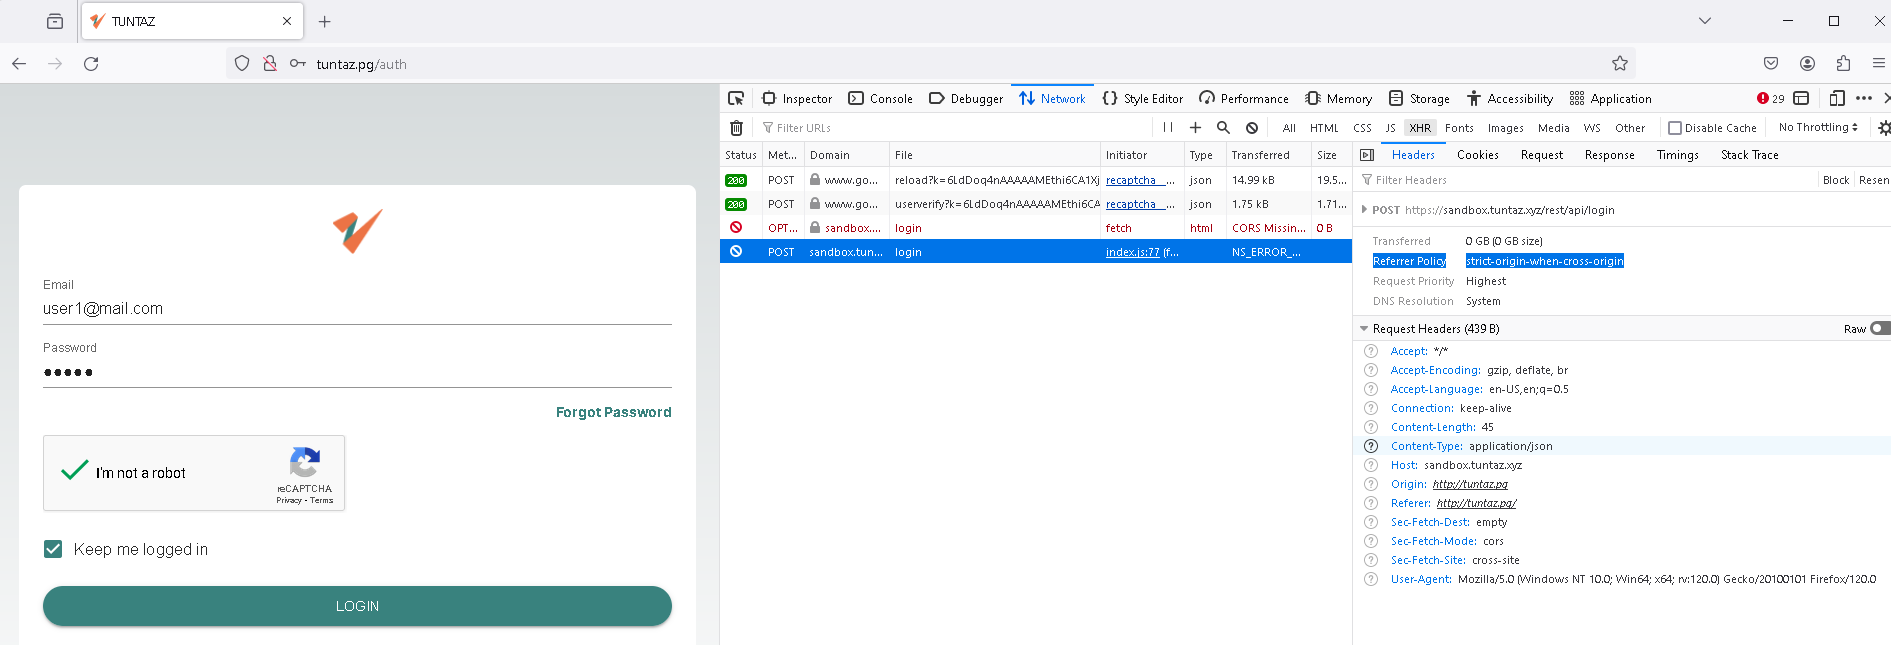 TUNTAZ
tuntaz.pg/auth
Inspector Console Debugger Network Style Editor Performance Memory Storage Accessibility Application 29
Filter URLs All HTML CSS JS XHR Fonts Images Media WS Other Disable Cache No Throttling
Status Met... Domain File Initiator Type Transferred Size
200 POST www.go... reload?k=6LdDoq4nAAAAAMEthi6CA1Xj recaptcha__... json 14.99 kB 19.5...
200 POST www.go... userverify?k=6LdDoq4nAAAAAMEthi6CA recaptcha__... json 1.75 kB 1.71...
OPT... sandbox.... login fetch html CORS Missin... 0 B
POST sandbox.tun... login index.js:77 (f... NS_ERROR_...
Headers Cookies Request Response Timings Stack Trace
Filter Headers Block Resen
POST https://sandbox.tuntaz.xyz/rest/api/login
Transferred 0 GB (0 GB size)
Referrer Policy strict-origin-when-cross-origin
Request Priority Highest
DNS Resolution System
Request Headers (439 B) Raw
Accept: */*
Accept-Encoding: gzip, deflate, br
Accept-Language: en-US,en;q=0.5
Connection: keep-alive
Content-Length: 45
Content-Type: application/json
Host: sandbox.tuntaz.xyz
Origin: http://tuntaz.pg
Referer: http://tuntaz.pg/
Sec-Fetch-Dest: empty
Sec-Fetch-Mode: cors
Sec-Fetch-Site: cross-site
User-Agent: Mozilla/5.0 (Windows NT 10.0; Win64; x64; rv:120.0) Gecko/20100101 Firefox/120.0
Email
user1@mail.com
Password
●●●●●
Forgot Password
I'm not a robot
reCAPTCHA
Privacy - Terms
Keep me logged in
LOGIN